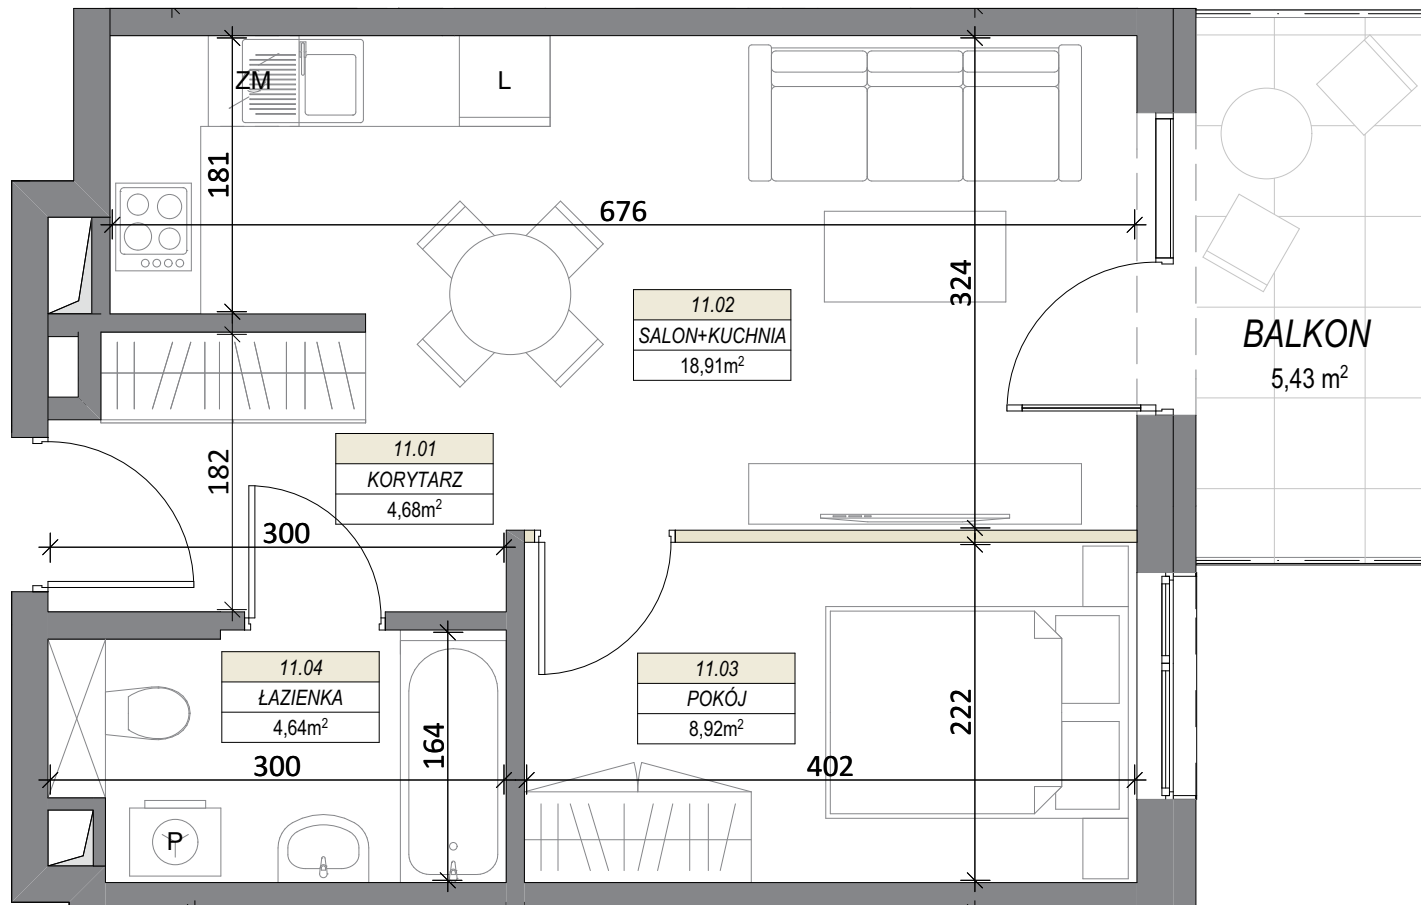 ZM
L
181
676
324
11.02
SALON+KUCHNIA
18,91m²
BALKON
5,43 m²
11.01
KORYTARZ
4,68m²
182
300
11.04
ŁAZIENKA
4,64m²
11.03
POKÓJ
8,92m²
222
164
300
402
P